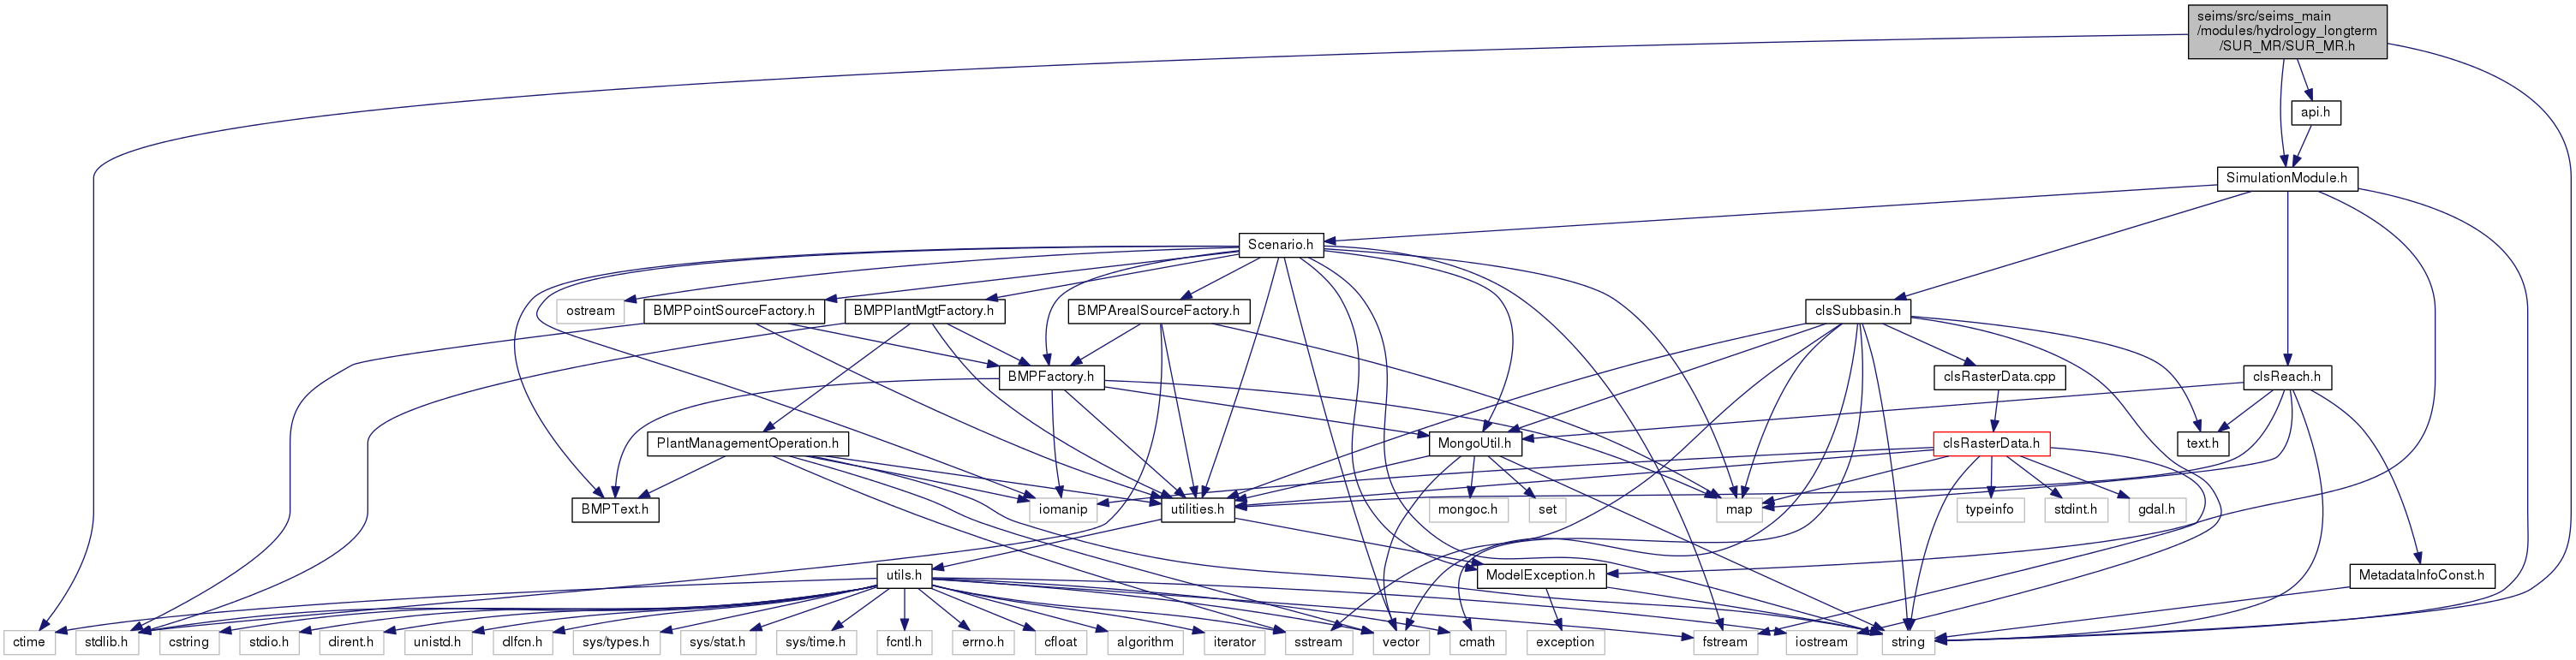 seims/src/seims_main
/modules/hydrology_longterm
/SUR_MR/SUR_MR.h
api.h
SimulationModule.h
Scenario.h
ostream
BMPPointSourceFactory.h
BMPPlantMgtFactory.h
BMPArealSourceFactory.h
clsSubbasin.h
BMPFactory.h
clsRasterData.cpp
clsReach.h
PlantManagementOperation.h
MongoUtil.h
clsRasterData.h
text.h
BMPText.h
iomanip
utilities.h
mongoc.h
set
map
typeinfo
stdint.h
gdal.h
utils.h
ModelException.h
MetadataInfoConst.h
ctime
stdlib.h
cstring
stdio.h
dirent.h
unistd.h
dlfcn.h
sys/types.h
sys/stat.h
sys/time.h
fcntl.h
errno.h
cfloat
algorithm
iterator
sstream
vector
cmath
exception
fstream
iostream
string